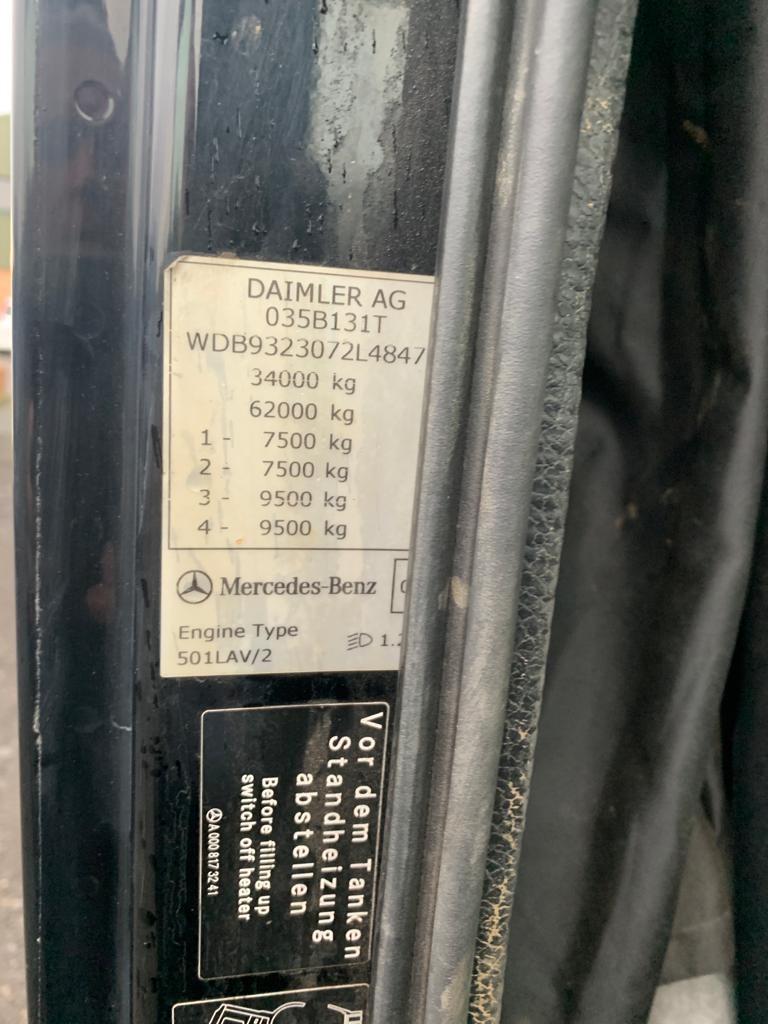 DAIMLER AG
035B131T
WDB9323072L4847
34000 kg
62000 kg
1 - 7500 kg
2 - 7500 kg
3 - 9500 kg
4 - 9500 kg
Mercedes-Benz
Engine Type
501LAV/2
1.2
Vor dem Tanken
Standheizung
abstellen
Before filling up
switch off heater
A 000 817 32 41